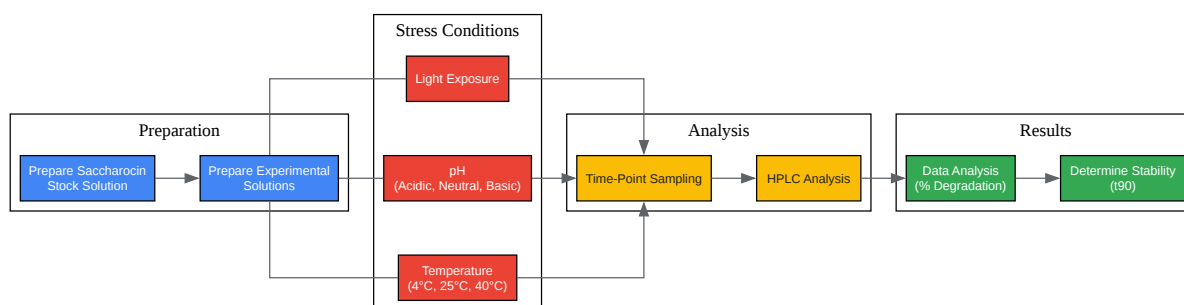 Stress Conditions
Light Exposure
Preparation
Analysis
Results
Prepare Saccharocin
Stock Solution
Prepare Experimental
Solutions
pH
(Acidic, Neutral, Basic)
Time-Point Sampling
HPLC Analysis
Data Analysis
(% Degradation)
Determine Stability
(t90)
Temperature
(4°C, 25°C, 40°C)